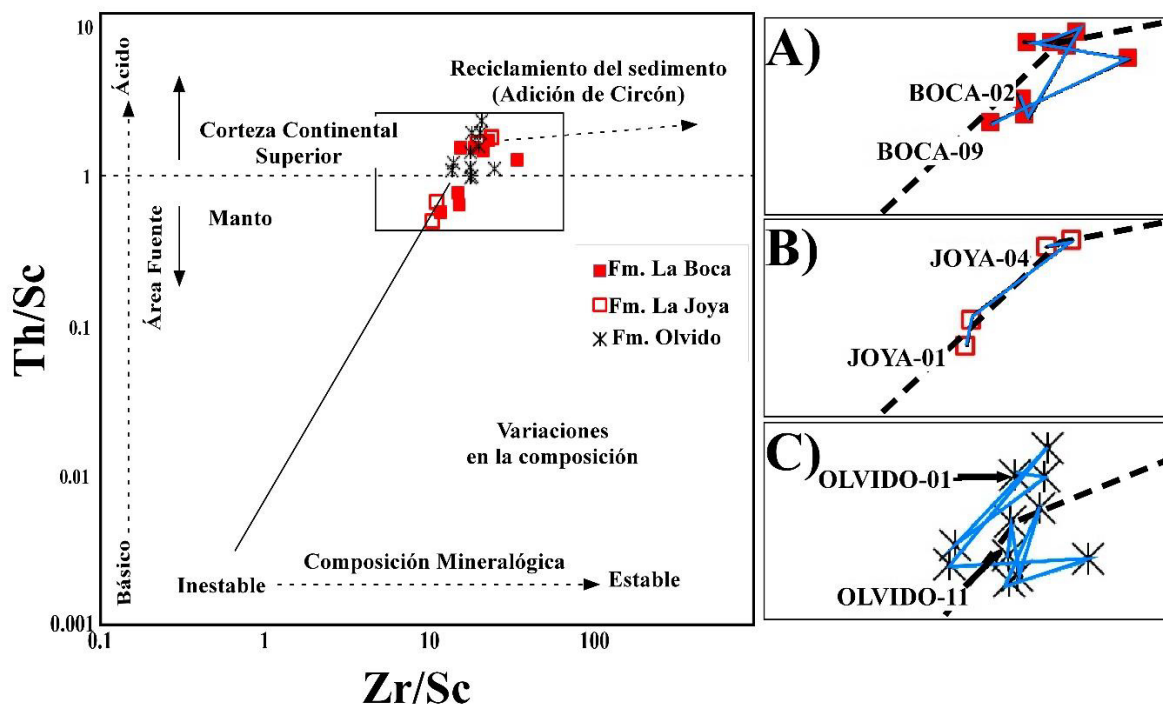 10
1
0.1
0.01
0.001
Th/Sc
Ácido
Básico
Área Fuente
Corteza Continental
Superior
Manto
Reciclamiento del sedimento
(Adición de Circón)
Fm. La Boca
Fm. La Joya
Fm. Olvido
Variaciones
en la composición
Composición Mineralógica
Inestable
Estable
0.1
1
10
100
Zr/Sc
A)
BOCA-02
BOCA-09
B)
JOYA-04
JOYA-01
C)
OLVIDO-01
OLVIDO-11